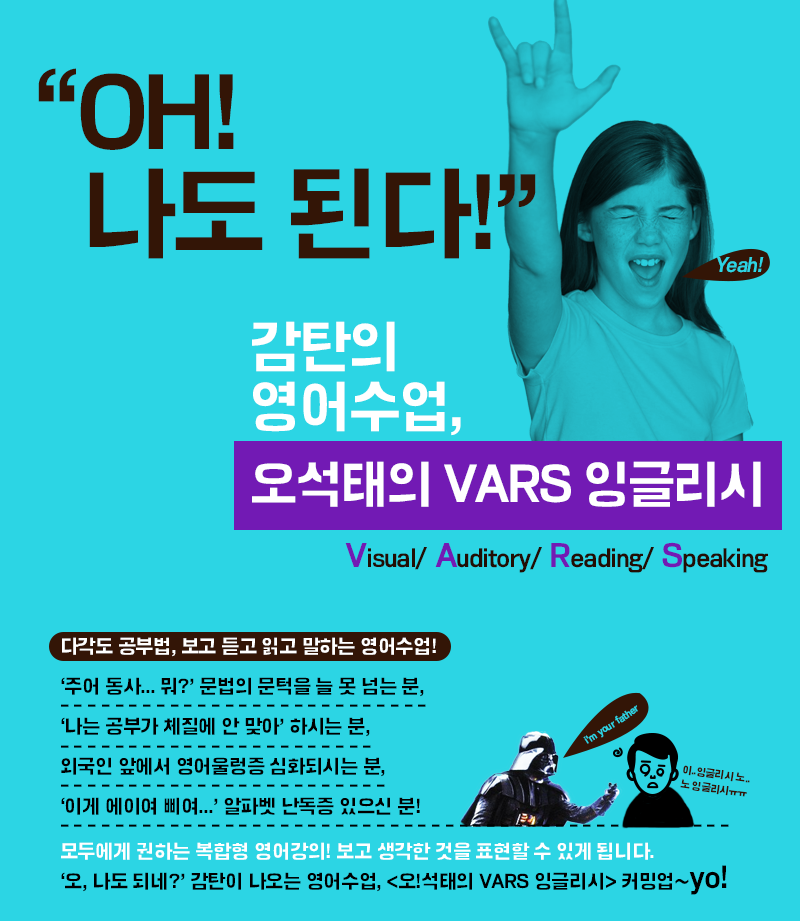 “OH!
나도 된다!”
Yeah!
감탄의
영어수업,
오석태의 VARS 잉글리시
Visual/ Auditory/ Reading/ Speaking
다각도 공부법, 보고 듣고 읽고 말하는 영어수업!
‘주어 동사... 뭐?’ 문법의 문턱을 늘 못 넘는 분,
‘나는 공부가 체질에 안 맞아’ 하시는 분,
외국인 앞에서 영어울렁증 심화되시는 분,
‘이게 에이여 삐여...’ 알파벳 난독증 있으신 분!
I'm your father
이..잉글리시 노..
노 잉글리시ㅠㅠ
모두에게 권하는 복합형 영어강의! 보고 생각한 것을 표현할 수 있게 됩니다.
‘오, 나도 되네?’ 감탄이 나오는 영어수업, <오!석태의 VARS 잉글리시> 커밍업~yo!